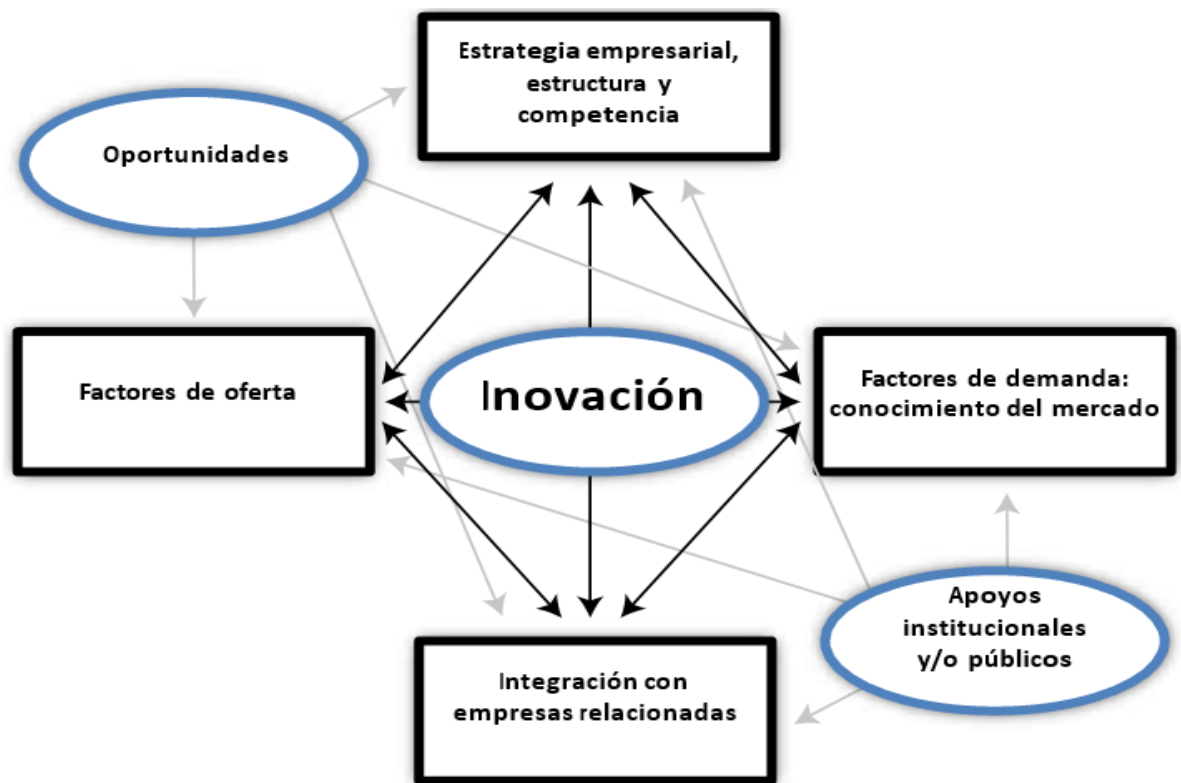 Estrategia empresarial,
estructura y
competencia
Oportunidades
Factores de oferta
Inovación
Factores de demanda:
conocimiento del mercado
Apoyos
institucionales
y/o públicos
Integración con
empresas relacionadas